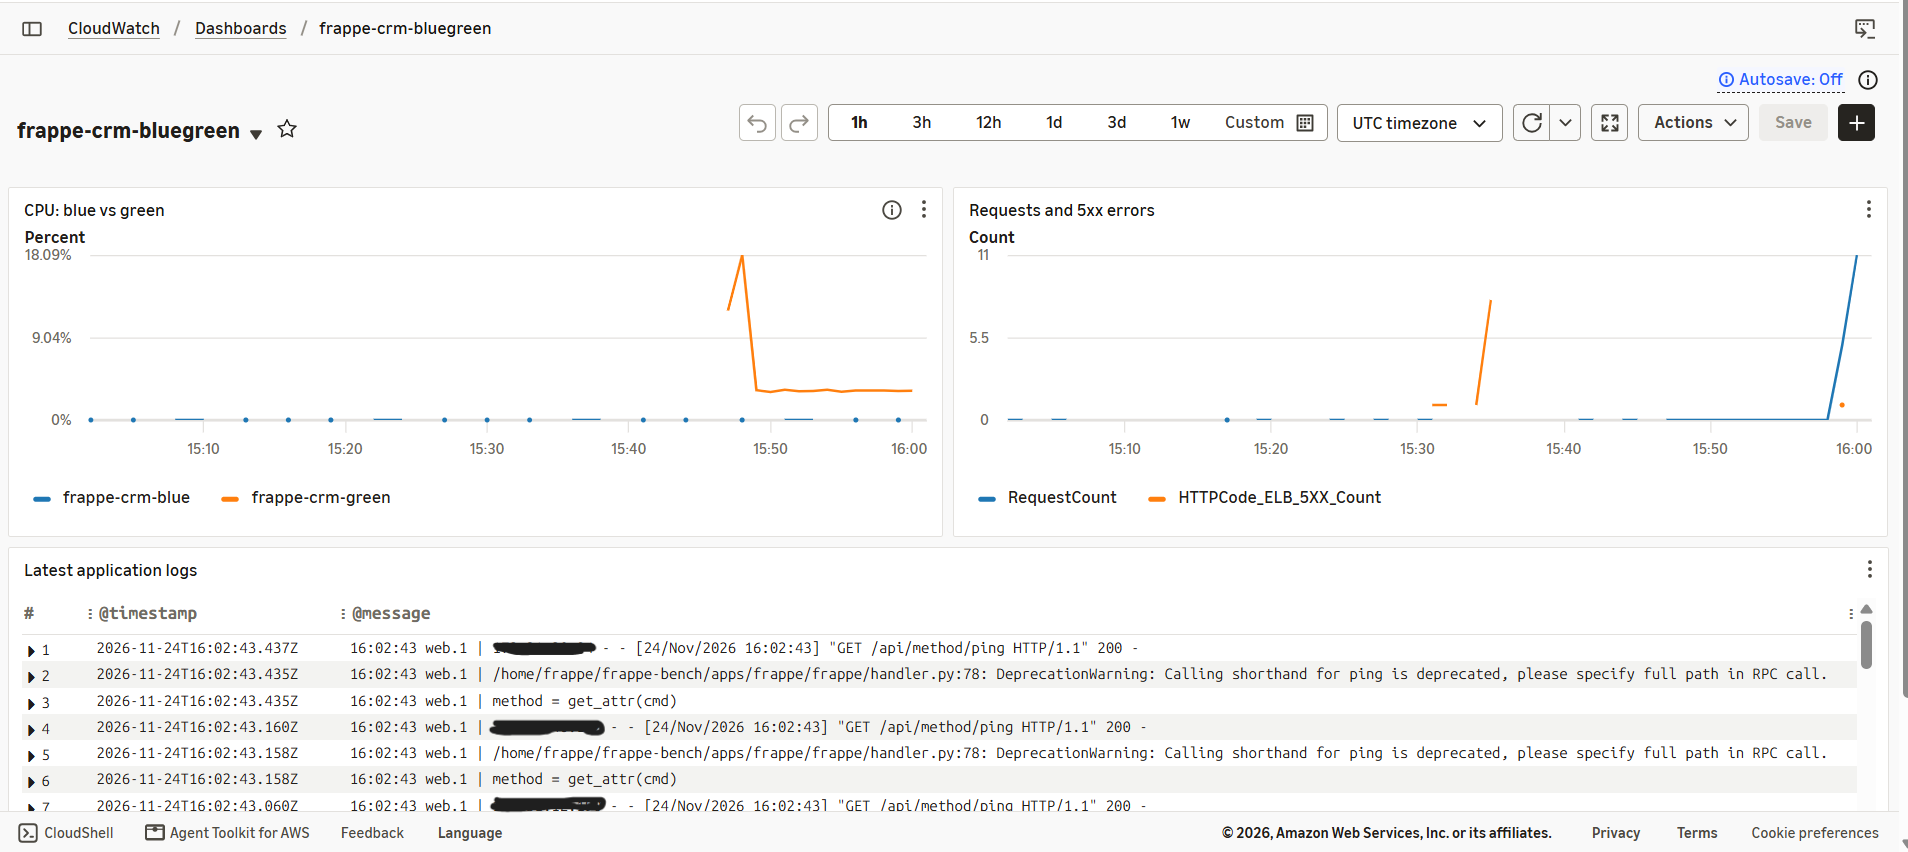 CloudWatch / Dashboards / frappe-crm-bluegreen
Autosave: Off
frappe-crm-bluegreen
1h 3h 12h 1d 3d 1w Custom UTC timezone Actions Save +
CPU: blue vs green
Percent
18.09%
9.04%
0%
15:10 15:20 15:30 15:40 15:50 16:00
frappe-crm-blue frappe-crm-green
Requests and 5xx errors
Count
11
5.5
0
15:10 15:20 15:30 15:40 15:50 16:00
RequestCount HTTPCode_ELB_5XX_Count
Latest application logs
# @timestamp @message
1 2026-11-24T16:02:43.437Z 16:02:43 web.1 | - - [24/Nov/2026 16:02:43] "GET /api/method/ping HTTP/1.1" 200 -
2 2026-11-24T16:02:43.435Z 16:02:43 web.1 | /home/frappe/frappe-bench/apps/frappe/frappe/handler.py:78: DeprecationWarning: Calling shorthand for ping is deprecated, please specify full path in RPC call.
3 2026-11-24T16:02:43.435Z 16:02:43 web.1 | method = get_attr(cmd)
4 2026-11-24T16:02:43.160Z 16:02:43 web.1 | - - [24/Nov/2026 16:02:43] "GET /api/method/ping HTTP/1.1" 200 -
5 2026-11-24T16:02:43.158Z 16:02:43 web.1 | /home/frappe/frappe-bench/apps/frappe/frappe/handler.py:78: DeprecationWarning: Calling shorthand for ping is deprecated, please specify full path in RPC call.
6 2026-11-24T16:02:43.158Z 16:02:43 web.1 | method = get_attr(cmd)
7 2026-11-24T16:02:43.060Z 16:02:43 web.1 | - - [24/Nov/2026 16:02:43] "GET /api/method/ping HTTP/1.1" 200 -
CloudShell Agent Toolkit for AWS Feedback Language © 2026, Amazon Web Services, Inc. or its affiliates. Privacy Terms Cookie preferences